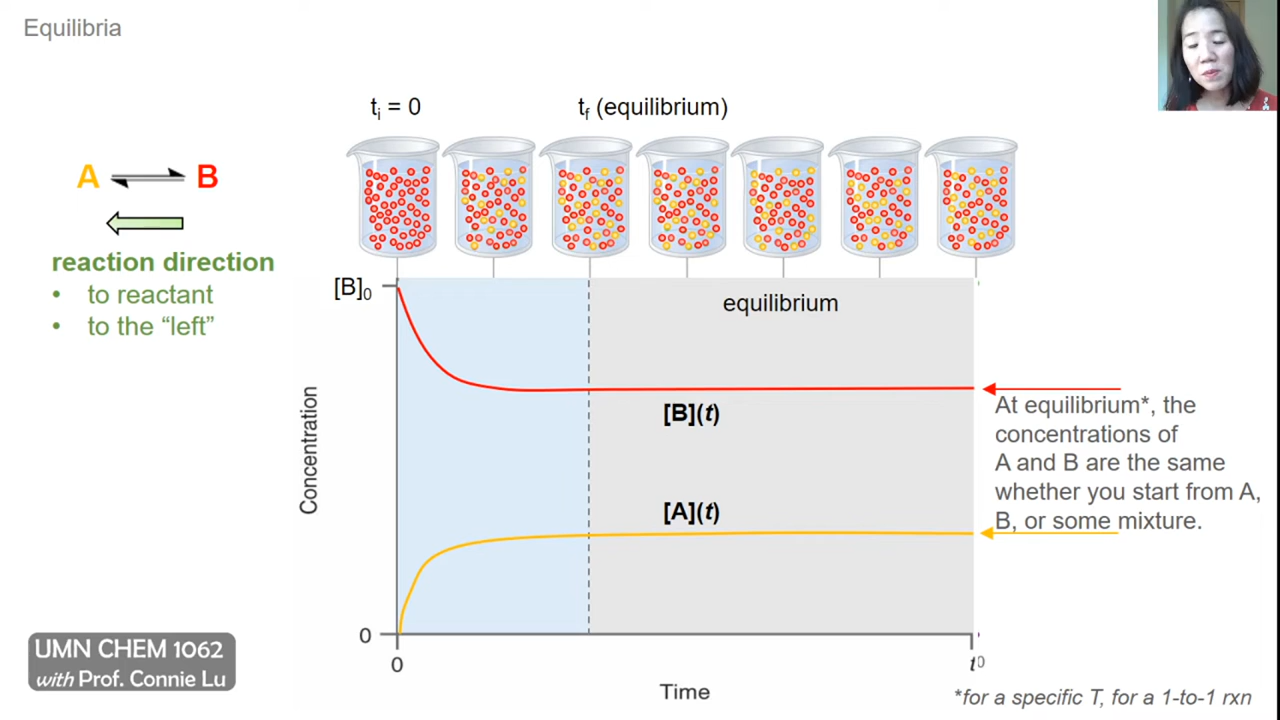 Equilibria
tᵢ = 0
t_f (equilibrium)
A ⇌ B
reaction direction
• to reactant
• to the “left”
[B]₀
equilibrium
[B](t)
Concentration
[A](t)
At equilibrium*, the
concentrations of
A and B are the same
whether you start from A,
B, or some mixture.
0
0
t⁰
Time
UMN CHEM 1062
with Prof. Connie Lu
*for a specific T, for a 1-to-1 rxn